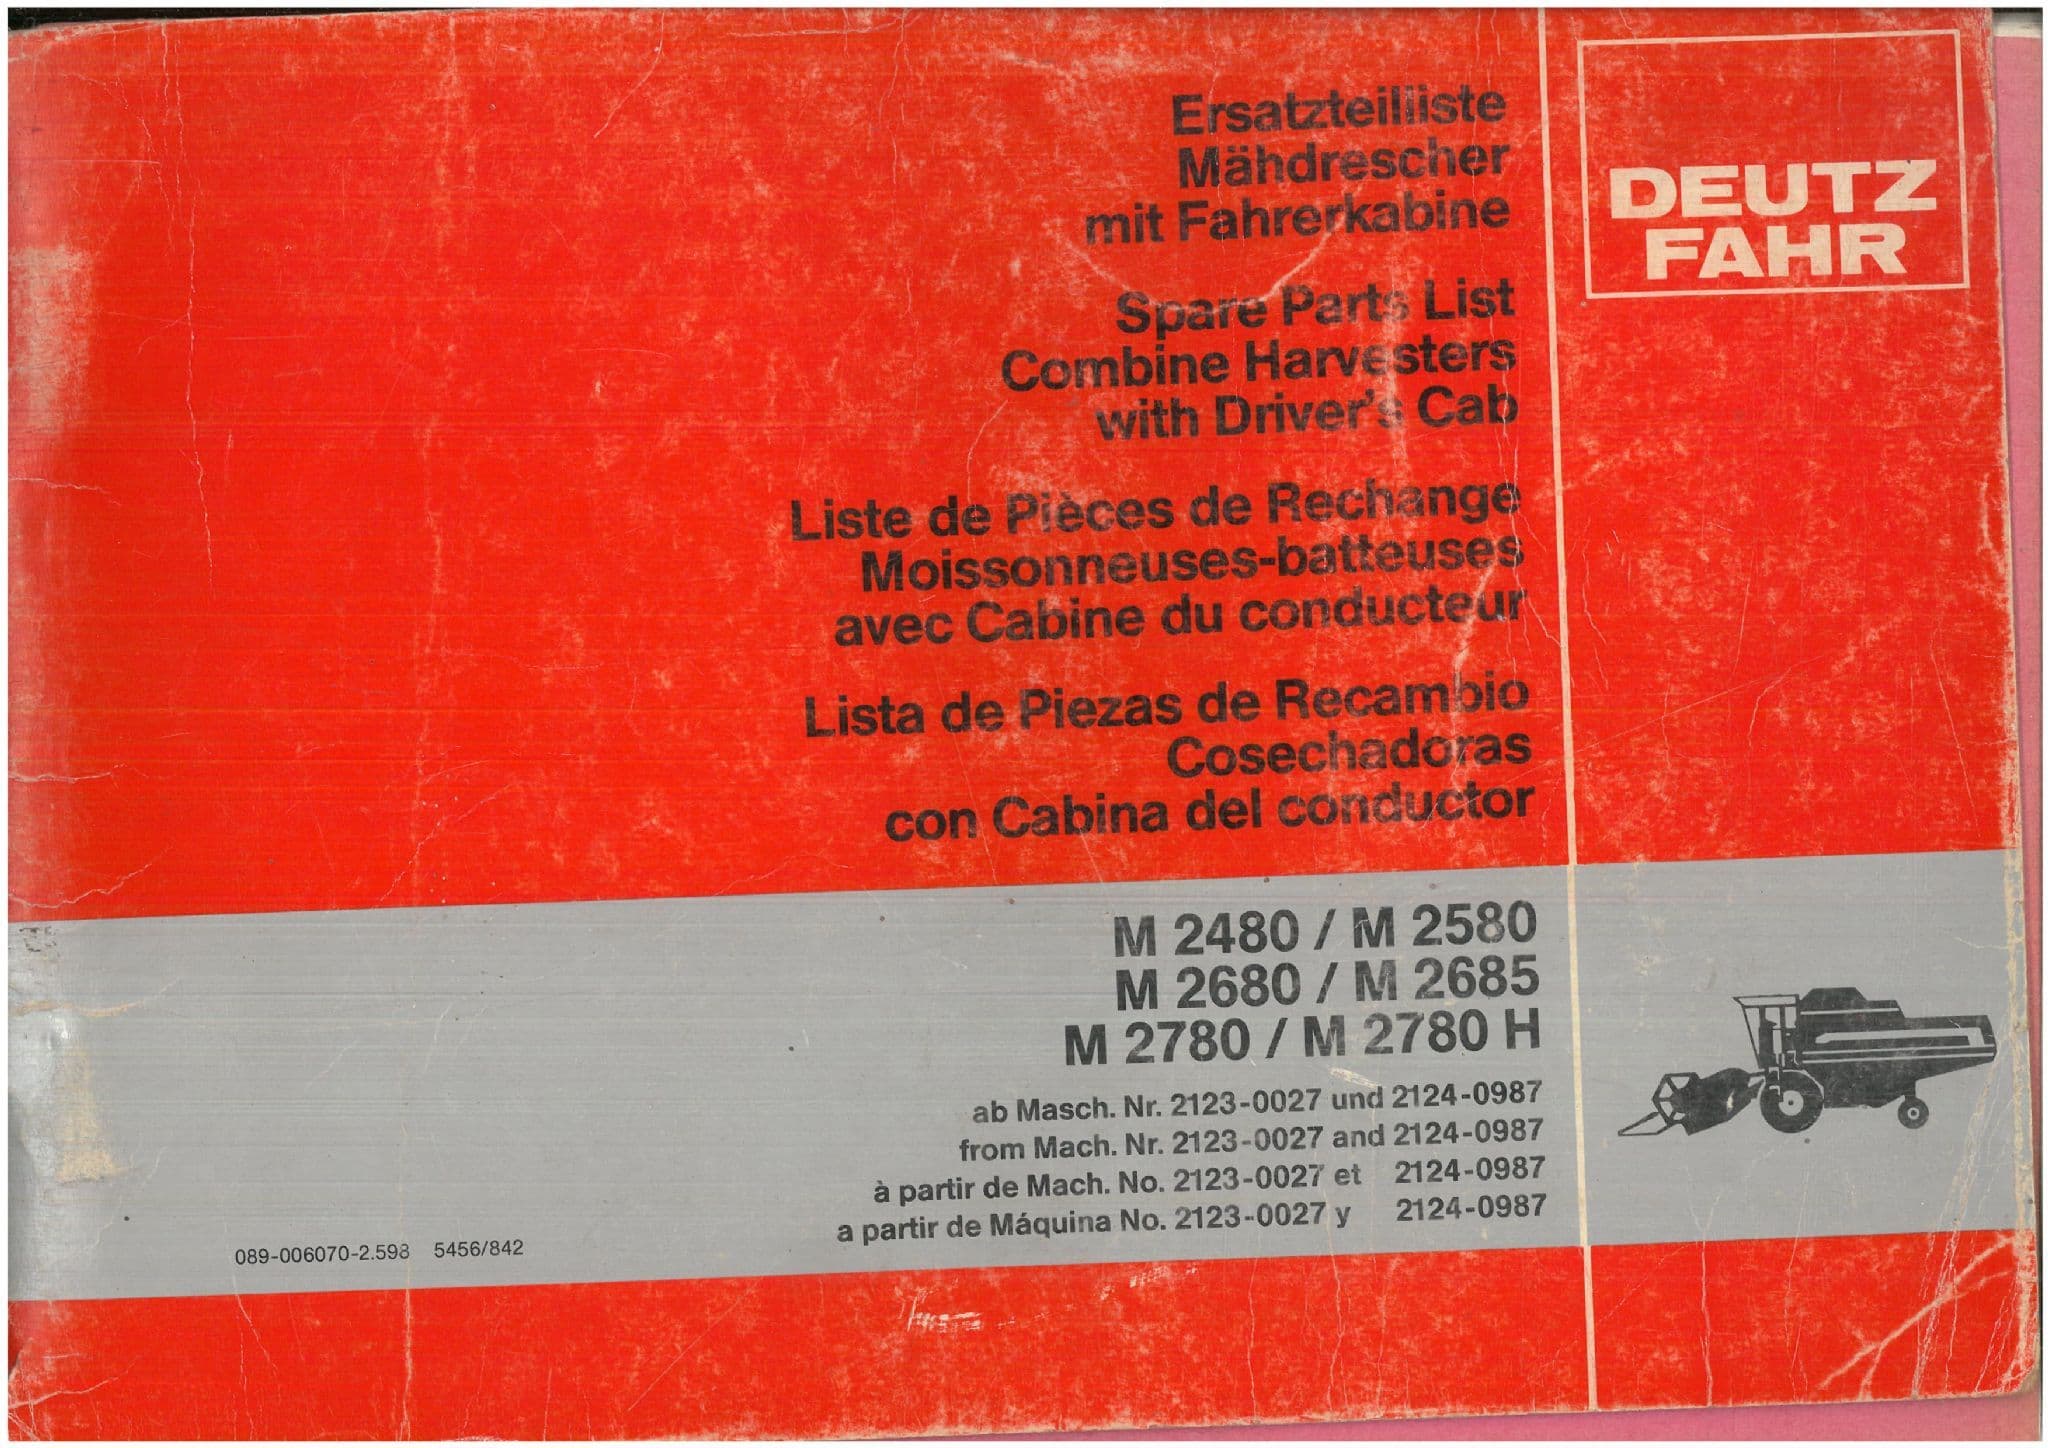 Ersatzteilliste
Mähdrescher
mit Fahrerkabine
Spare Parts List
Combine Harvesters
with Driver's Cab
Liste de Pièces de Rechange
Moissonneuses-batteuses
avec Cabine du conducteur
Lista de Piezas de Recambio
Cosechadoras
con Cabina del conductor
DEUTZ
FAHR
M 2480 / M 2580
M 2680 / M 2685
M 2780 / M 2780 H
ab Masch. Nr. 2123-0027 und 2124-0987
from Mach. Nr. 2123-0027 and 2124-0987
à partir de Mach. No. 2123-0027 et 2124-0987
a partir de Máquina No. 2123-0027 y 2124-0987
089-006070-2.598 5456/842